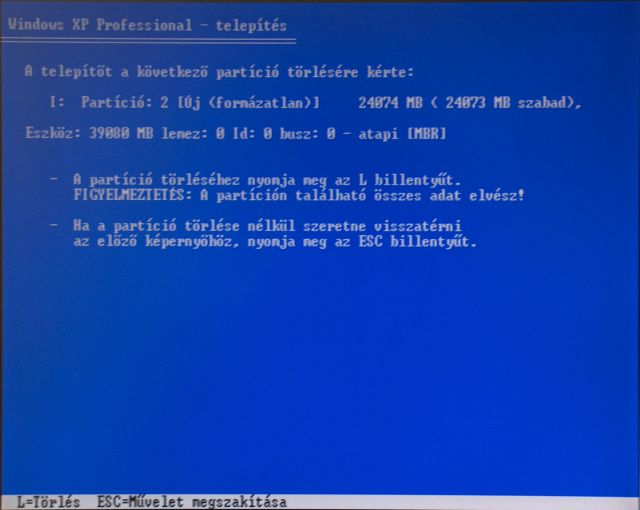 Windows XP Professional - telepítés
A telepítőt a következő partíció törlésére kérte:
I: Partíció: 2 [Új (formázatlan)] 24074 MB ( 24073 MB szabad),
Eszköz: 39080 MB lemez: 0 Id: 0 busz: 0 - atapi [MBR]
- A partíció törléséhez nyomja meg az L billentyűt.
FIGYELMEZTETÉS: A partíción található összes adat elvész!
- Ha a partíció törlése nélkül szeretne visszatérni
az előző képernyőhöz, nyomja meg az ESC billentyűt.
L=Törlés ESC=Művelet megszakítása